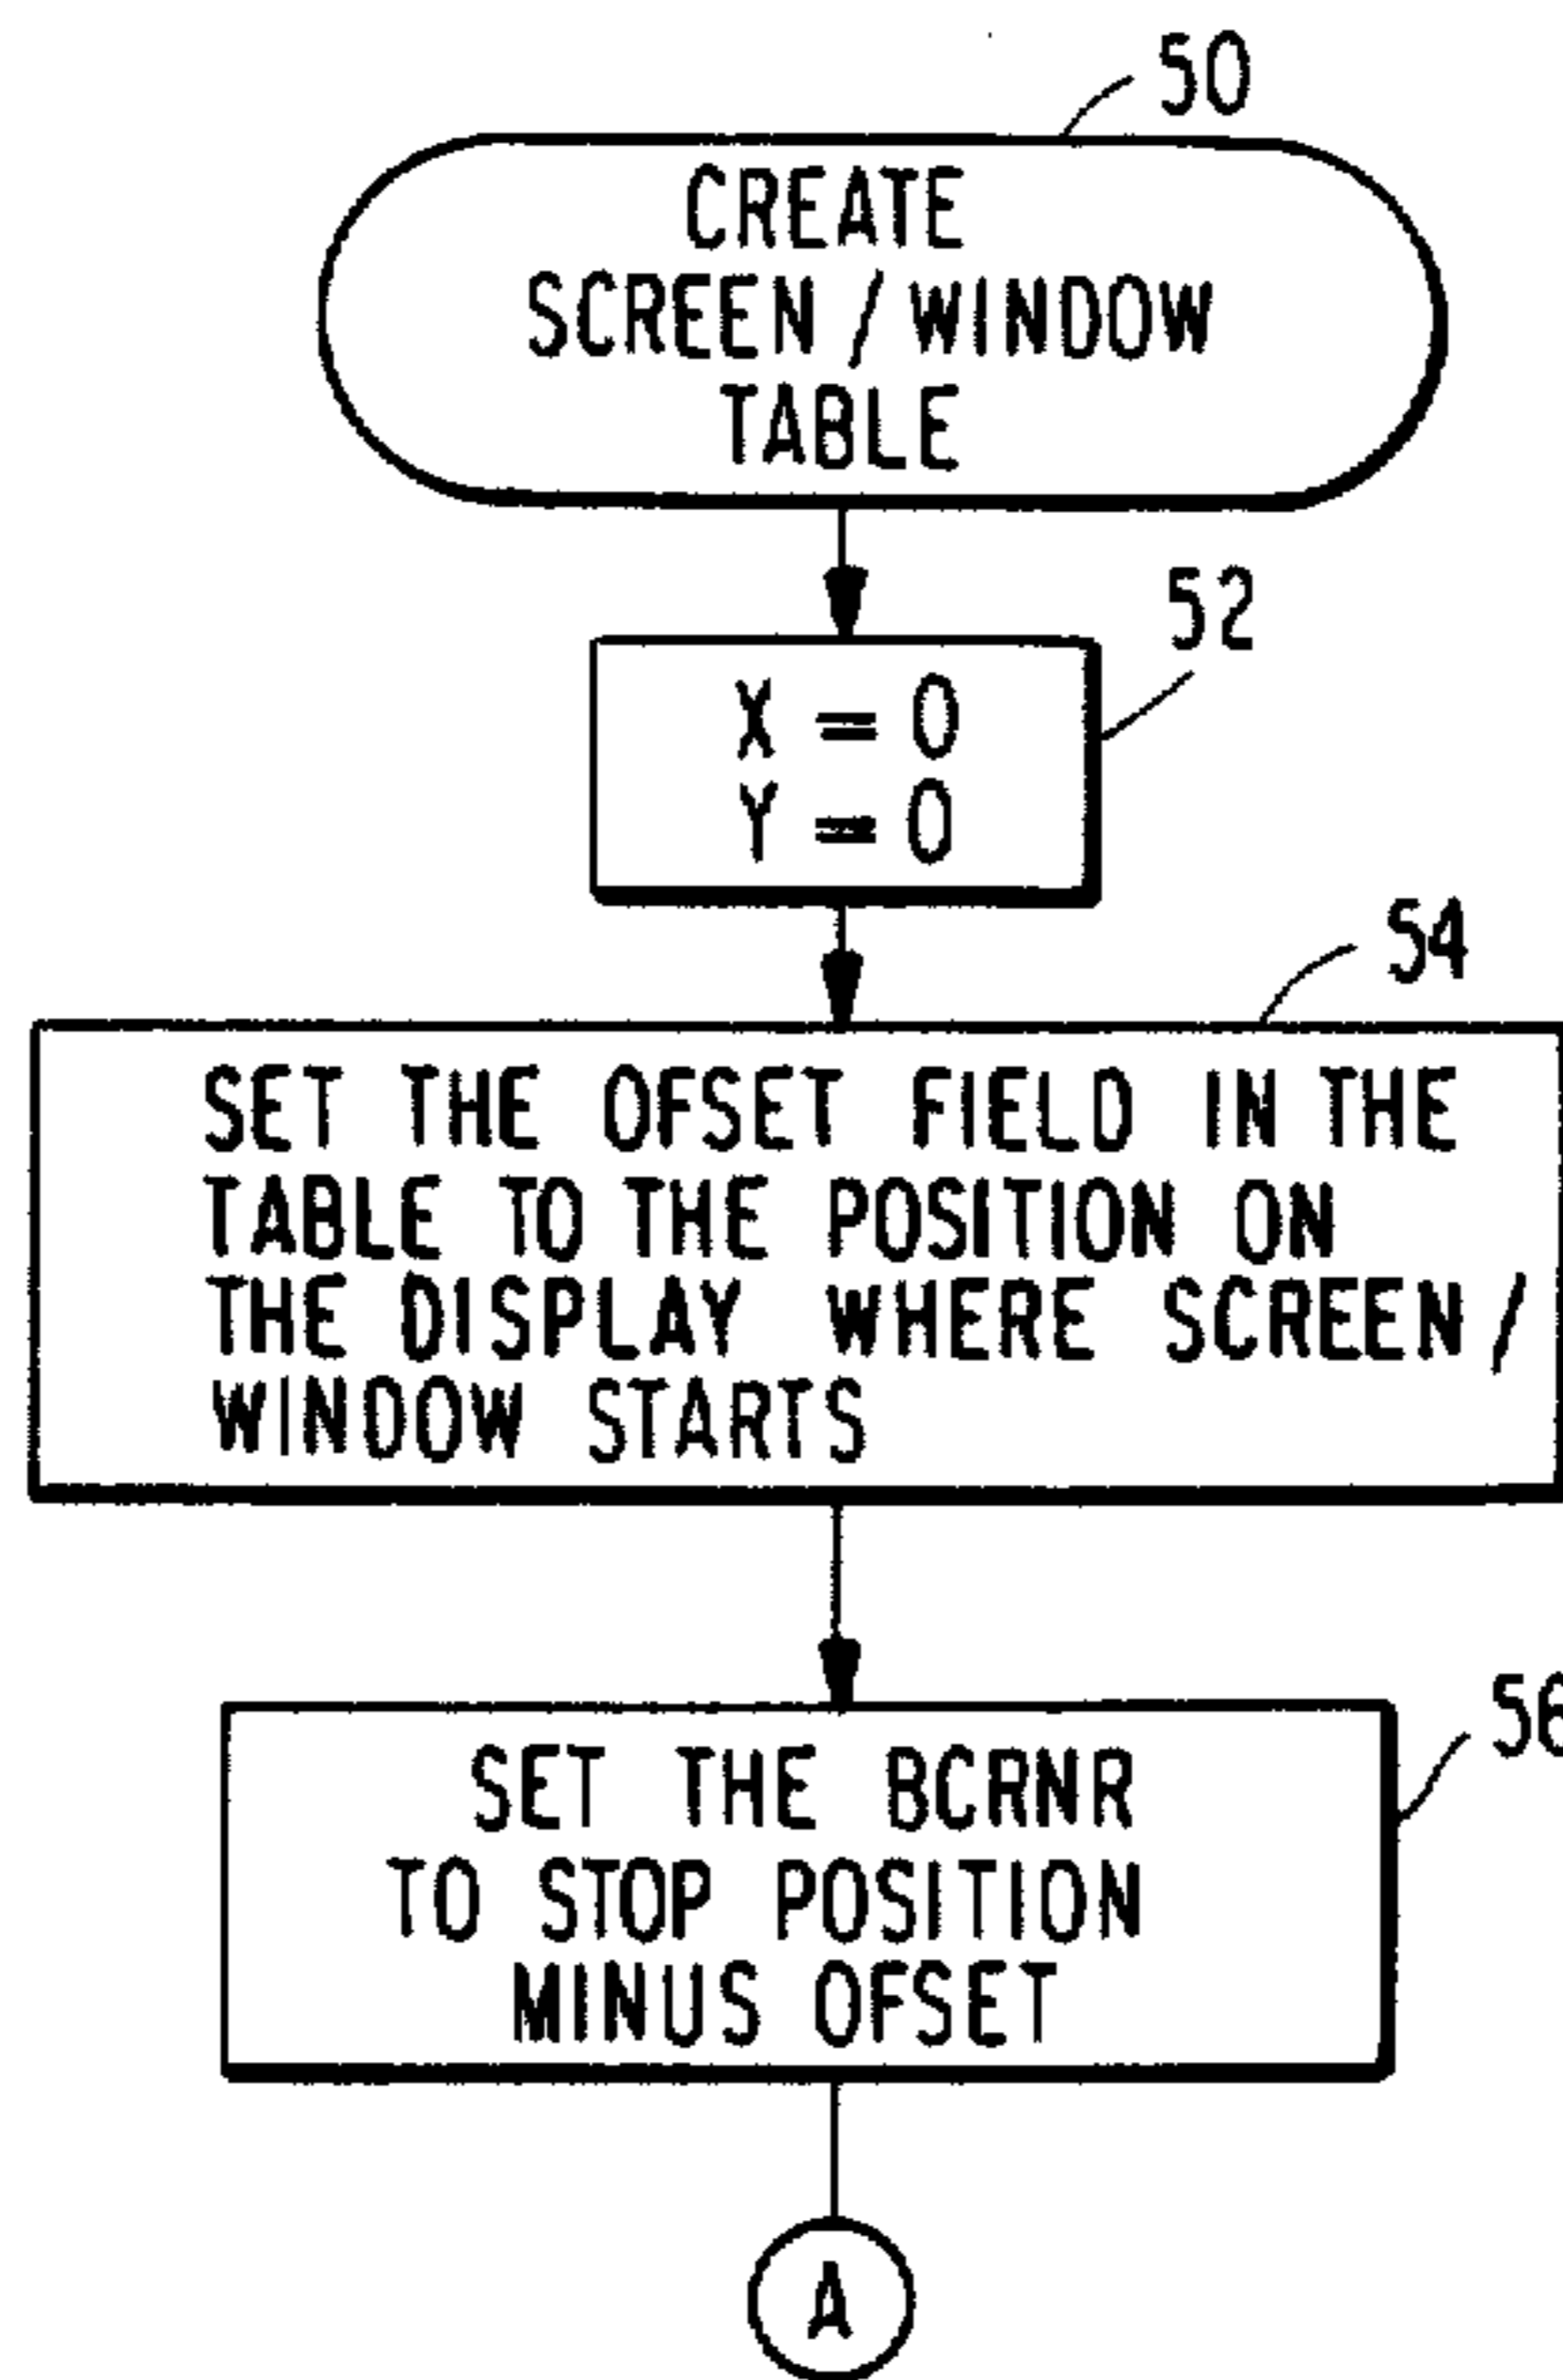 50
CREATE
SCREEN/WINDOW
TABLE
52
X = 0
Y = 0
54
SET THE OFSET FIELD IN THE
TABLE TO THE POSITION ON
THE DISPLAY WHERE SCREEN/
WINDOW STARTS
56
SET THE BCRNR
TO STOP POSITION
MINUS OFSET
A